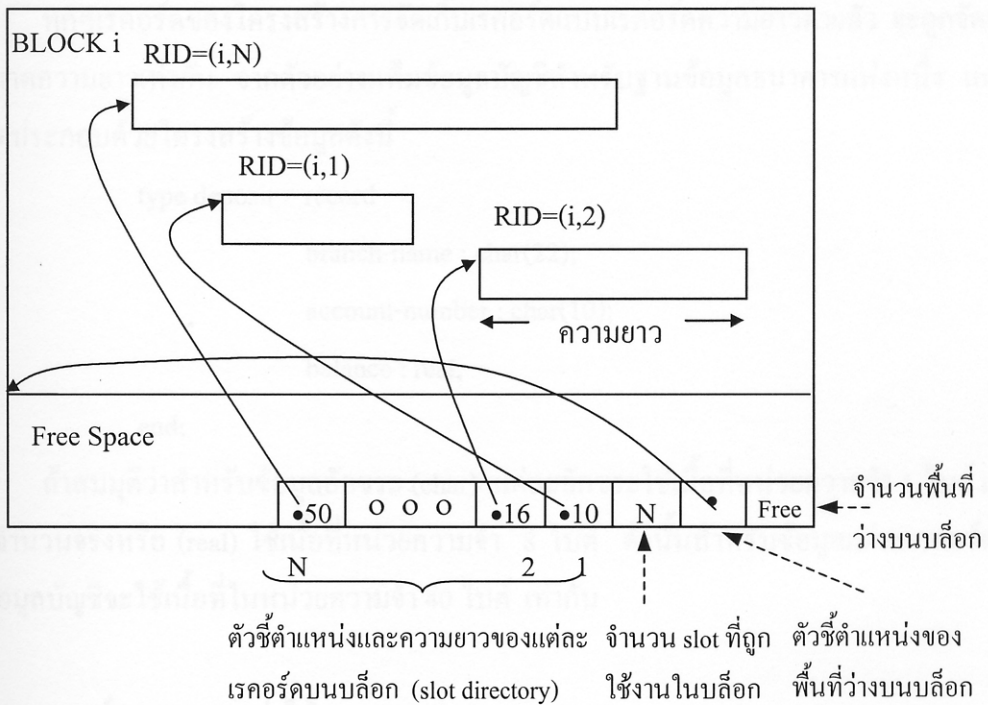 BLOCK i
RID=(i,N)
RID=(i,1)
RID=(i,2)
ความยาว
Free Space
50 16 10 N Free
N 2 1
จำนวนพื้นที่
ว่างบนบล็อก
ตัวชี้ตำแหน่งและความยาวของแต่ละ
เรคอร์ดบนบล็อก (slot directory)
จำนวน slot ที่ถูก
ใช้งานในบล็อก
ตัวชี้ตำแหน่งของ
พื้นที่ว่างบนบล็อก